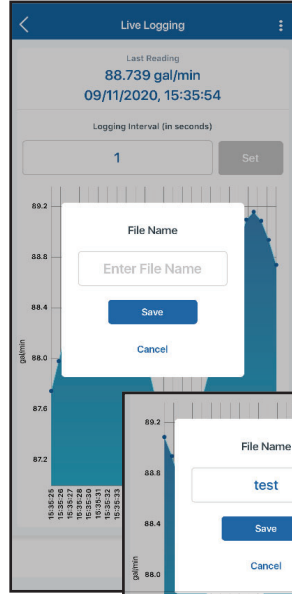 Live Logging
Last Reading
88.739 gal/min
09/11/2020, 15:35:54
Logging Interval (in seconds)
1
Set
89.2
File Name
88.8
Enter File Name
88.4
Save
Cancel
gal/min
88.0
87.6
87.2
15:35:25
15:35:26
15:35:27
15:35:28
15:35:30
15:35:31
15:35:32
15:35:33
89.2
File Name
88.8
test
88.4
Save
Cancel
gal/min
88.0